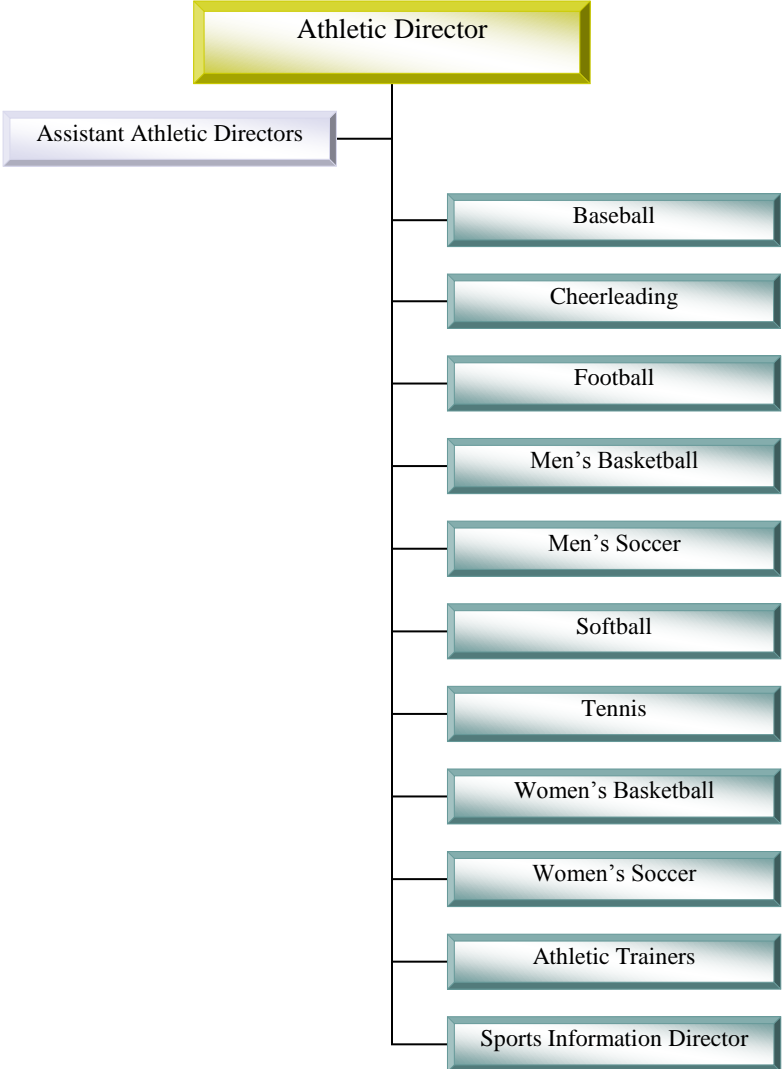 Athletic Director
Assistant Athletic Directors
Baseball
Cheerleading
Football
Men’s Basketball
Men’s Soccer
Softball
Tennis
Women’s Basketball
Women’s Soccer
Athletic Trainers
Sports Information Director